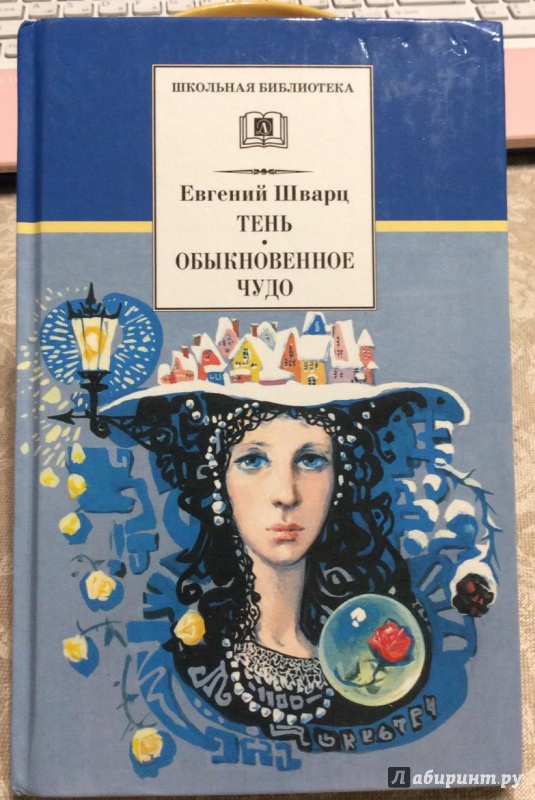 ШКОЛЬНАЯ БИБЛИОТЕКА
Евгений Шварц
ТЕНЬ
•
ОБЫКНОВЕННОЕ
ЧУДО
Лабиринт.ру